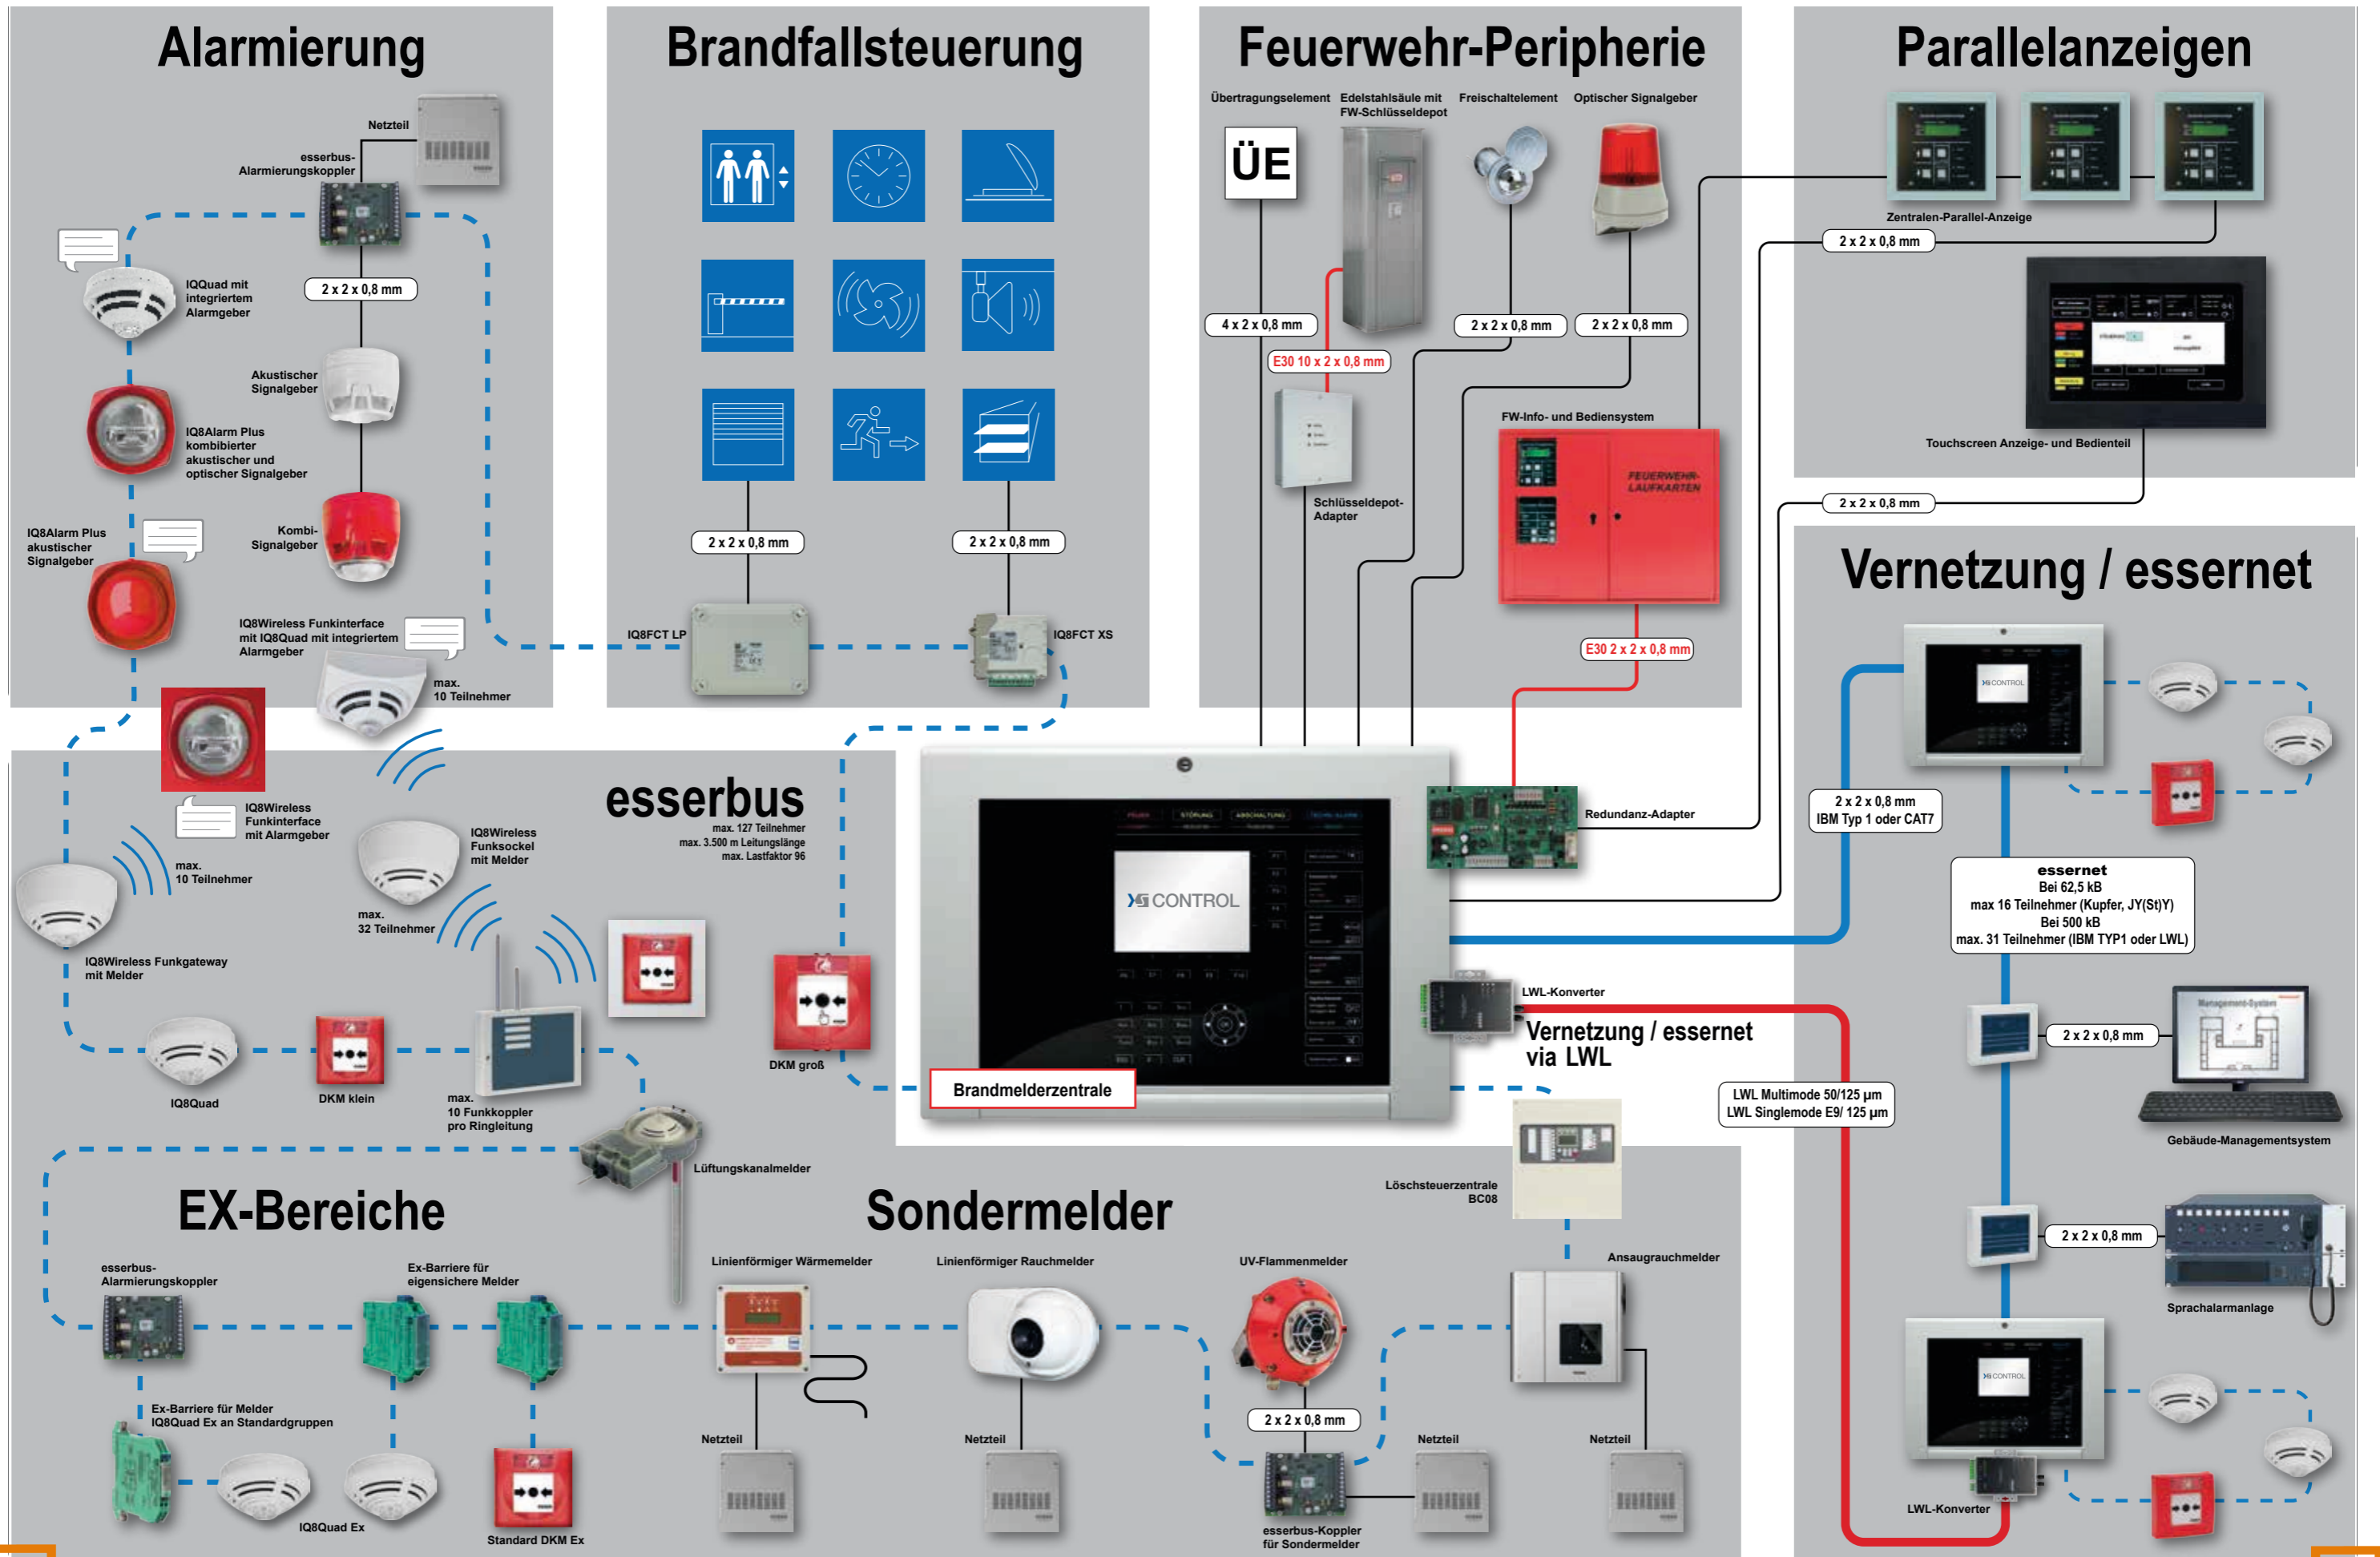 Alarmierung
Netzteil
esserbus-
Alarmierungskoppler
IQQuad mit
integriertem
Alarmgeber
2 x 2 x 0,8 mm
Akustischer
Signalgeber
IQ8Alarm Plus
kombibierter
akustischer und
optischer Signalgeber
IQ8Alarm Plus
akustischer
Signalgeber
Kombi-
Signalgeber
IQ8Wireless Funkinterface
mit IQ8Quad mit integriertem
Alarmgeber
max.
10 Teilnehmer
Brandfallsteuerung
2 x 2 x 0,8 mm
2 x 2 x 0,8 mm
IQ8FCT LP
IQ8FCT XS
Feuerwehr-Peripherie
Übertragungselement
Edelstahlsäule mit
FW-Schlüsseldepot
Freischaltelement
Optischer Signalgeber
ÜE
4 x 2 x 0,8 mm
2 x 2 x 0,8 mm
2 x 2 x 0,8 mm
E30 10 x 2 x 0,8 mm
FW-Info- und Bediensystem
FEUERWEHR-
LAUFKARTEN
Schlüsseldepot-
Adapter
E30 2 x 2 x 0,8 mm
Parallelanzeigen
Zentralen-Parallel-Anzeige
2 x 2 x 0,8 mm
Touchscreen Anzeige- und Bedienteil
2 x 2 x 0,8 mm
esserbus
max. 127 Teilnehmer
max. 3.500 m Leitungslänge
max. Lastfaktor 96
IQ8Wireless
Funkinterface
mit Alarmgeber
max.
10 Teilnehmer
IQ8Wireless
Funksockel
mit Melder
max.
32 Teilnehmer
IQ8Wireless Funkgateway
mit Melder
IQ8Quad
DKM klein
max.
10 Funkkoppler
pro Ringleitung
DKM groß
Lüftungskanalmelder
STÖRUNG
ABSCHALTUNG
CONTROL
Brandmelderzentrale
Redundanz-Adapter
LWL-Konverter
Vernetzung / essernet
via LWL
LWL Multimode 50/125 µm
LWL Singlemode E9/ 125 µm
Vernetzung / essernet
CONTROL
2 x 2 x 0,8 mm
IBM Typ 1 oder CAT7
essernet
Bei 62,5 kB
max 16 Teilnehmer (Kupfer, JY(St)Y)
Bei 500 kB
max. 31 Teilnehmer (IBM TYP1 oder LWL)
Management-System
2 x 2 x 0,8 mm
Gebäude-Managementsystem
2 x 2 x 0,8 mm
Sprachalarmanlage
CONTROL
LWL-Konverter
EX-Bereiche
esserbus-
Alarmierungskoppler
Ex-Barriere für
eigensichere Melder
Ex-Barriere für Melder
IQ8Quad Ex an Standardgruppen
IQ8Quad Ex
Standard DKM Ex
Sondermelder
Löschsteuerzentrale
BC08
Linienförmiger Wärmemelder
Linienförmiger Rauchmelder
UV-Flammenmelder
Ansaugrauchmelder
2 x 2 x 0,8 mm
Netzteil
Netzteil
Netzteil
Netzteil
esserbus-Koppler
für Sondermelder